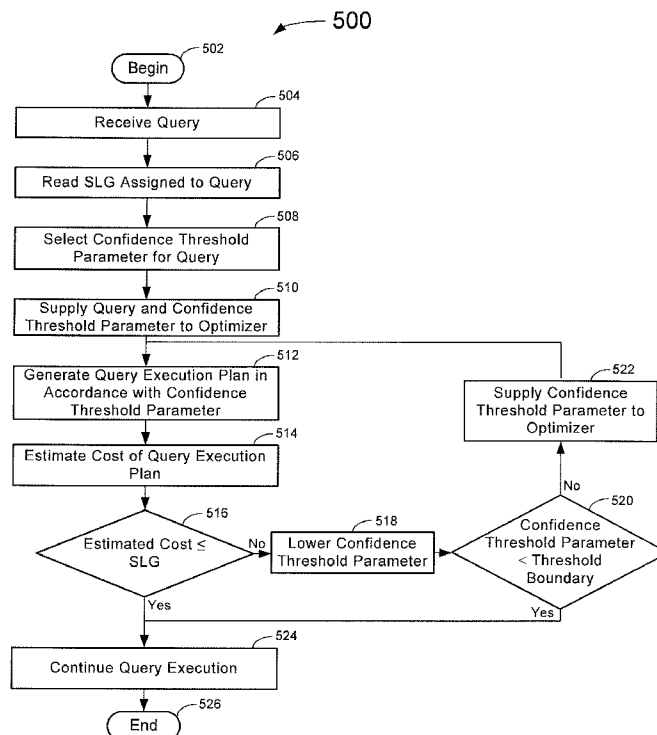 500
502
Begin
504
Receive Query
506
Read SLG Assigned to Query
508
Select Confidence Threshold
Parameter for Query
510
Supply Query and Confidence
Threshold Parameter to Optimizer
512
Generate Query Execution Plan in
Accordance with Confidence
Threshold Parameter
522
Supply Confidence
Threshold Parameter to
Optimizer
514
Estimate Cost of Query Execution
Plan
516
Estimated Cost ≤
SLG
No
518
Lower Confidence
Threshold Parameter
No
520
Confidence
Threshold Parameter
< Threshold
Boundary
Yes
Yes
524
Continue Query Execution
526
End